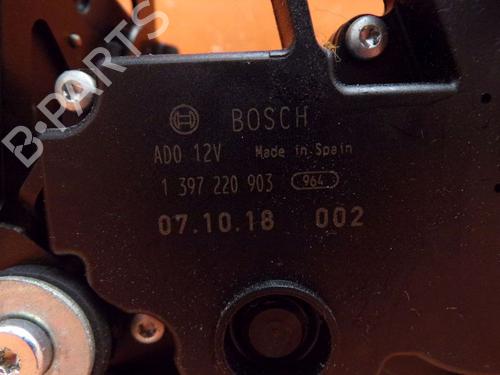 B-PARTS
BOSCH
ADO 12V Made in Spain
1 397 220 903 964
07.10.18 002